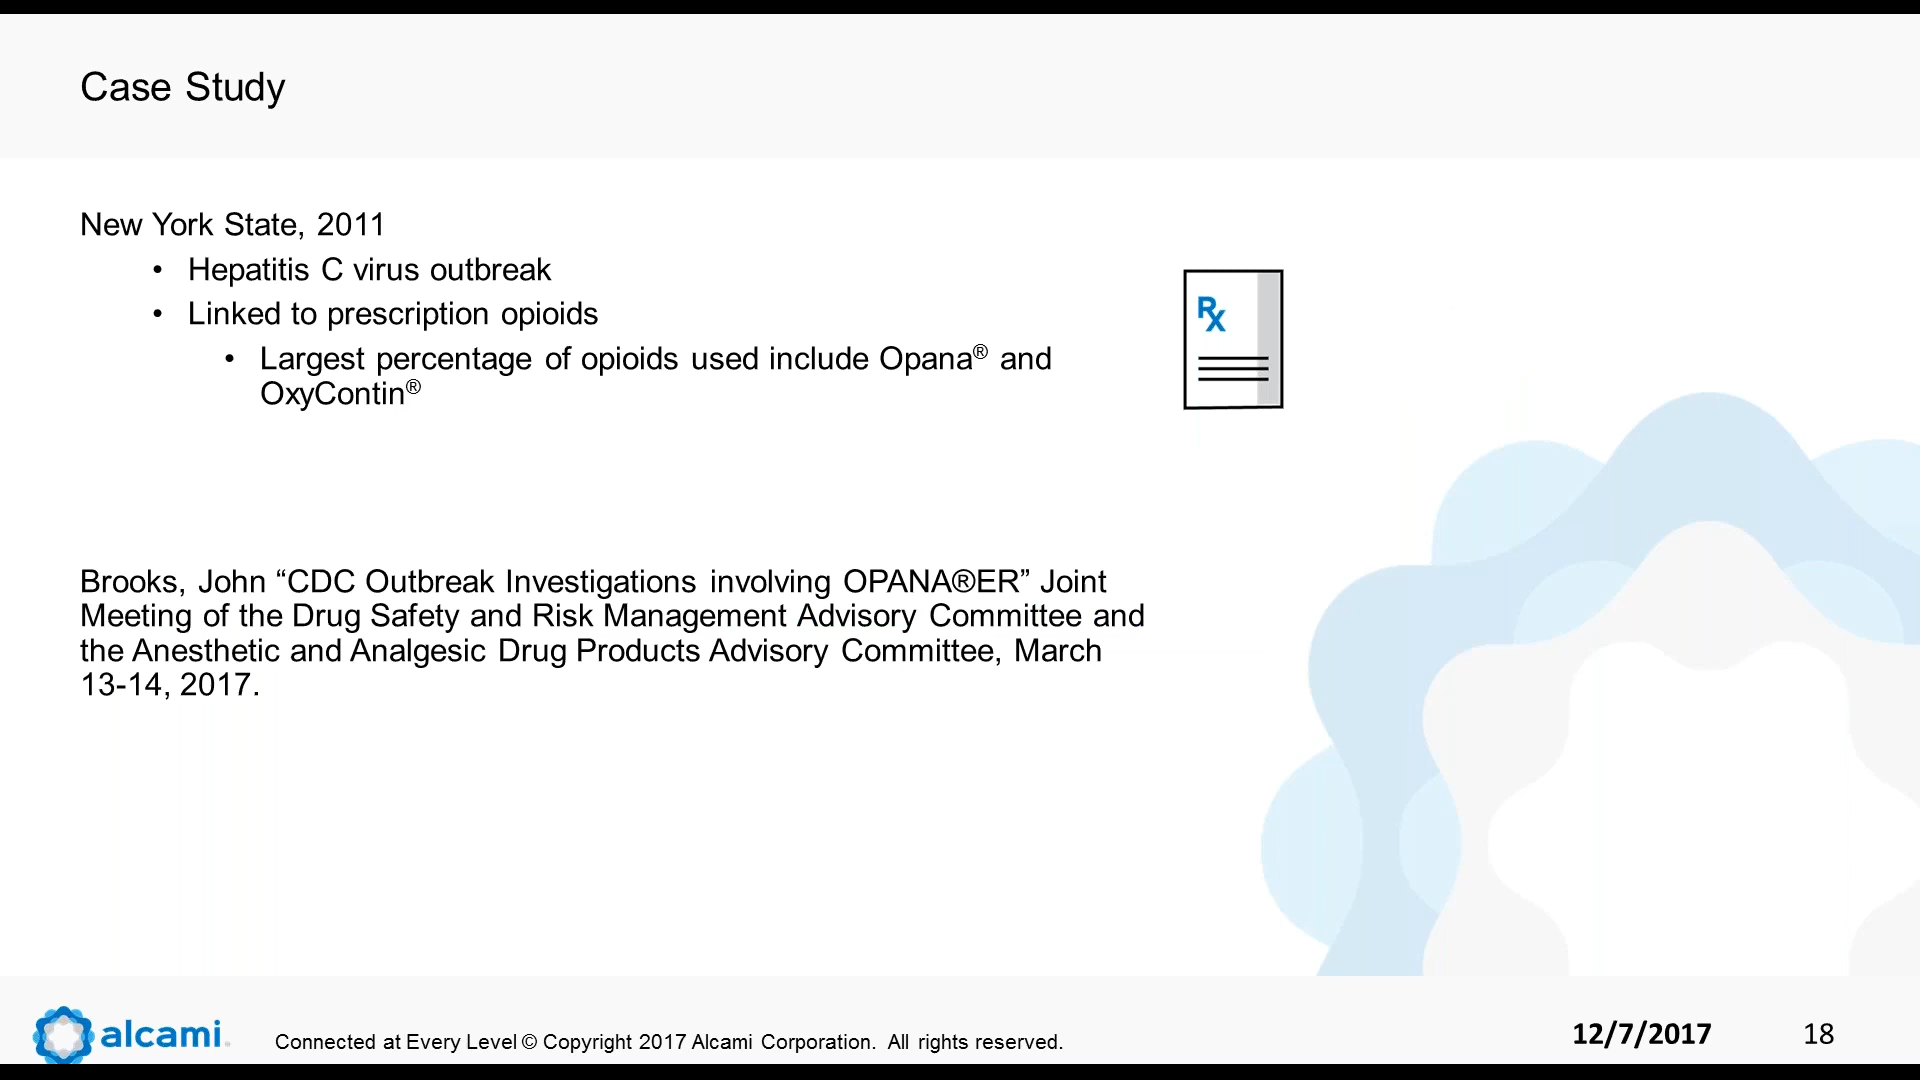 Case Study
New York State, 2011
• Hepatitis C virus outbreak
• Linked to prescription opioids
• Largest percentage of opioids used include Opana® and
OxyContin®
Rx
Brooks, John “CDC Outbreak Investigations involving OPANA®ER” Joint
Meeting of the Drug Safety and Risk Management Advisory Committee and
the Anesthetic and Analgesic Drug Products Advisory Committee, March
13-14, 2017.
alcami
Connected at Every Level © Copyright 2017 Alcami Corporation. All rights reserved.
12/7/2017
18